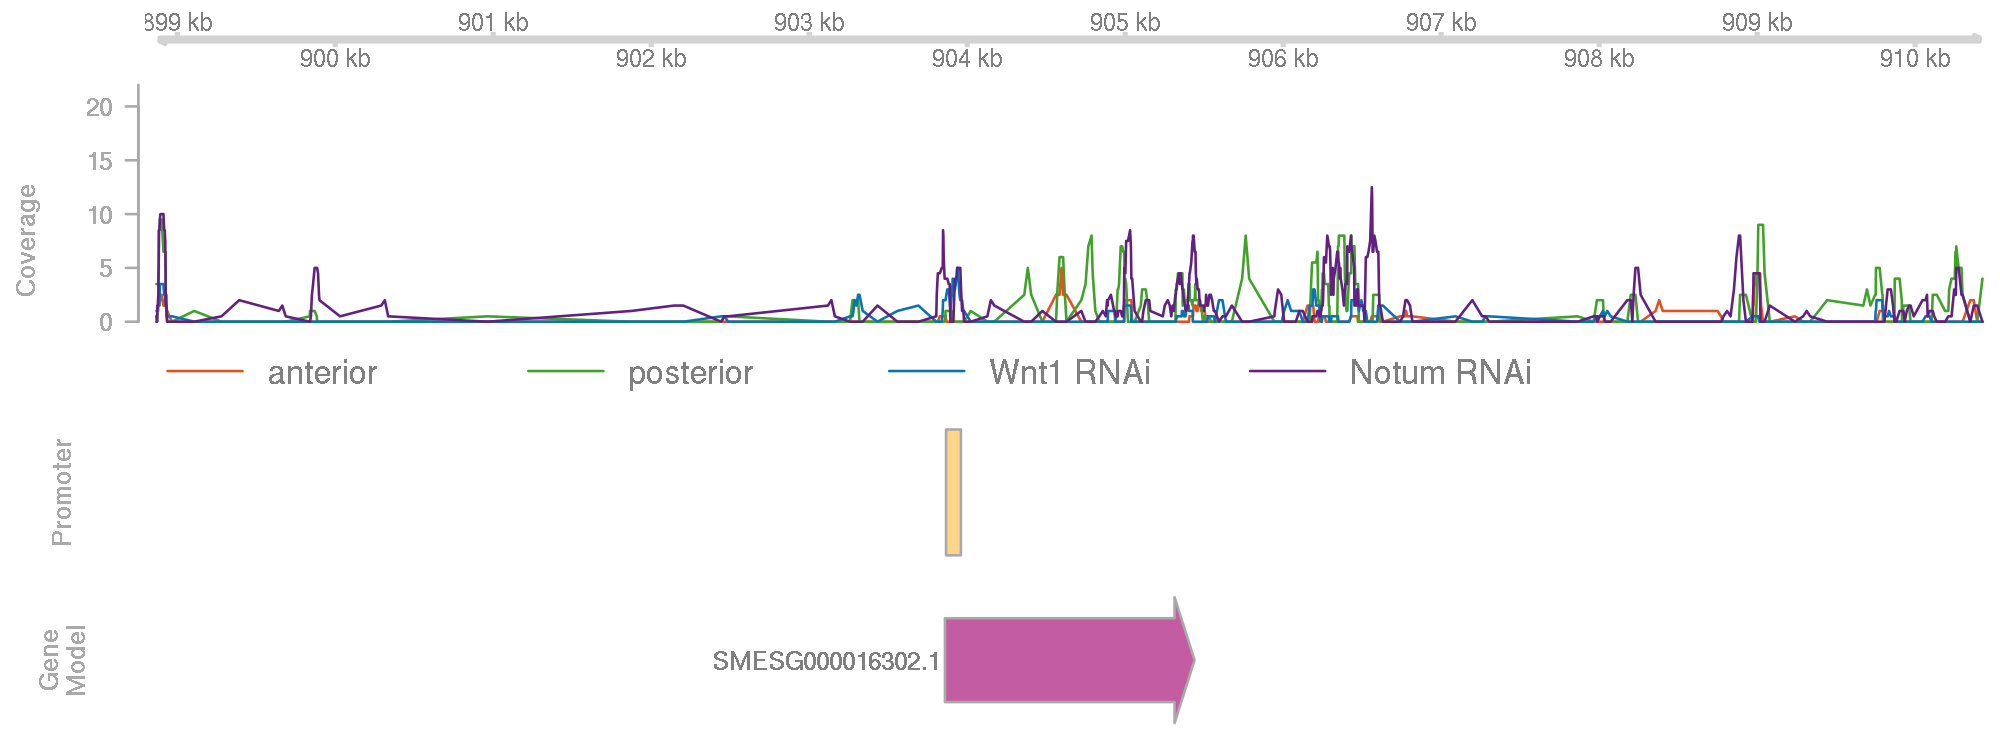 899 kb 901 kb 903 kb 905 kb 907 kb 909 kb
900 kb 902 kb 904 kb 906 kb 908 kb 910 kb
Coverage
20
15
10
5
0
anterior posterior Wnt1 RNAi Notum RNAi
Promoter
Gene
Model
SMESG000016302.1